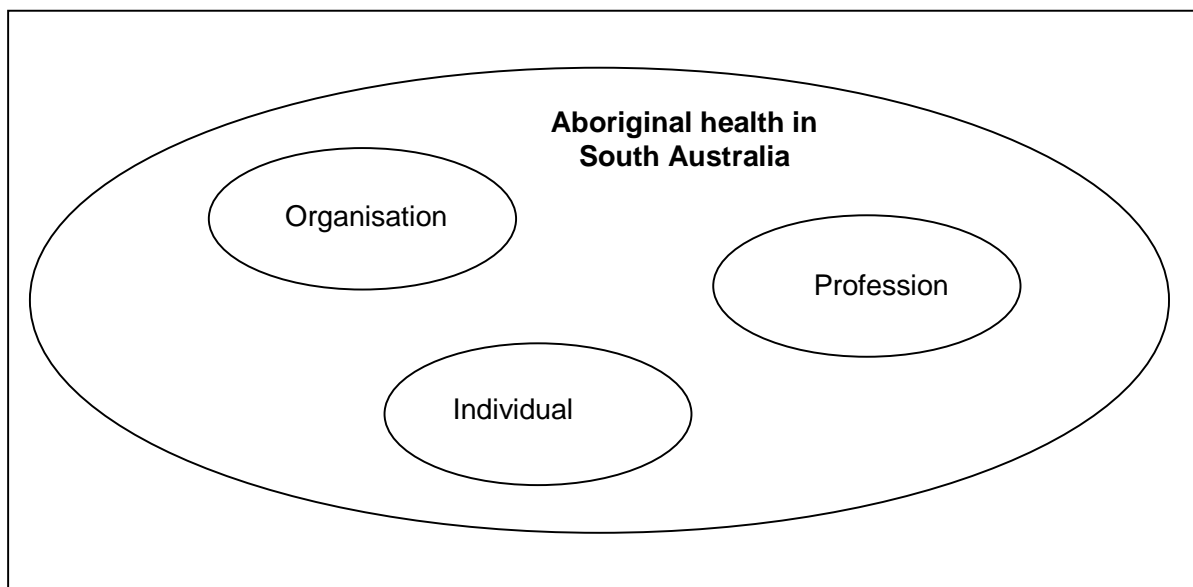 Aboriginal health in
South Australia
Organisation
Profession
Individual